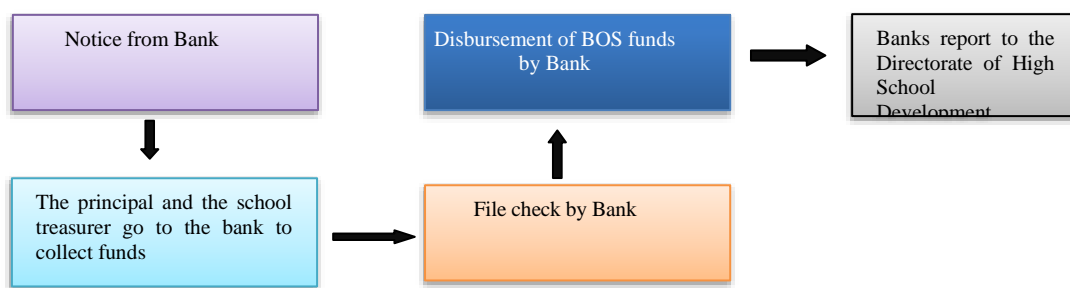 Notice from Bank
The principal and the school
treasurer go to the bank to
collect funds
File check by Bank
Disbursement of BOS funds
by Bank
Banks report to the
Directorate of High
School
Development